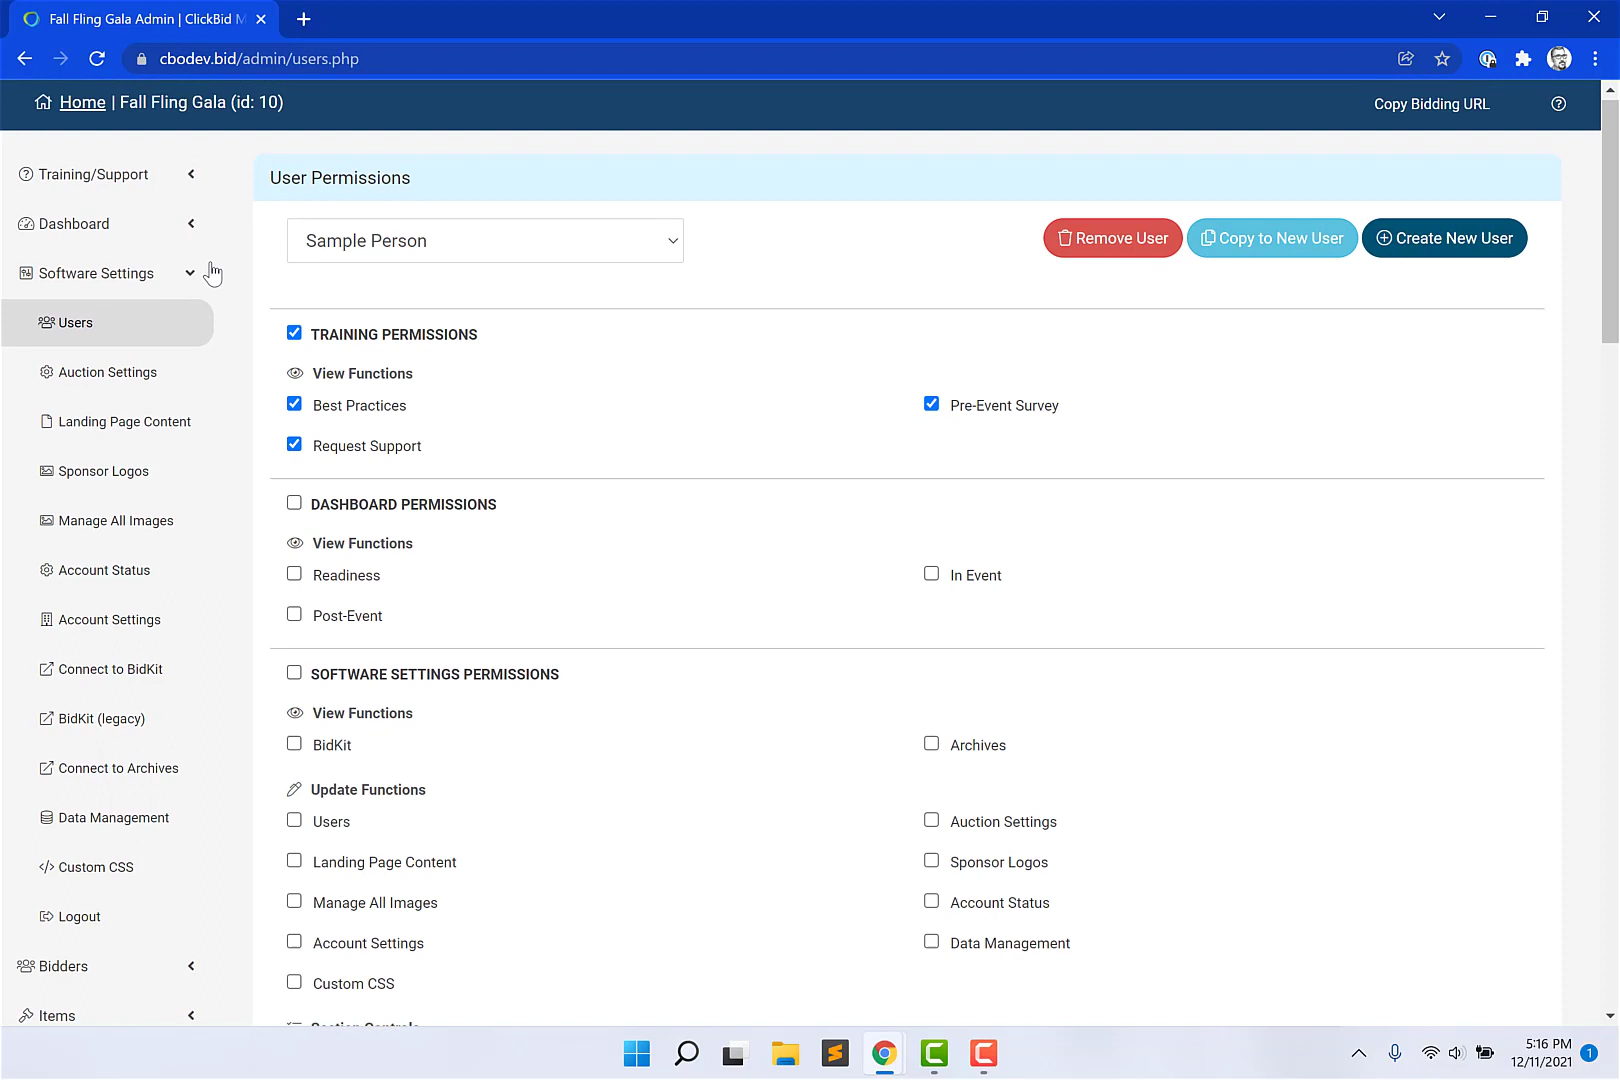 Fall Fling Gala Admin | ClickBid M
cbodev.bid/admin/users.php
Home | Fall Fling Gala (id: 10)
Copy Bidding URL
Training/Support
Dashboard
Software Settings
Users
Auction Settings
Landing Page Content
Sponsor Logos
Manage All Images
Account Status
Account Settings
Connect to BidKit
BidKit (legacy)
Connect to Archives
Data Management
Custom CSS
Logout
Bidders
Items
User Permissions
Sample Person
Remove User
Copy to New User
Create New User
TRAINING PERMISSIONS
View Functions
Best Practices
Pre-Event Survey
Request Support
DASHBOARD PERMISSIONS
View Functions
Readiness
In Event
Post-Event
SOFTWARE SETTINGS PERMISSIONS
View Functions
BidKit
Archives
Update Functions
Users
Auction Settings
Landing Page Content
Sponsor Logos
Manage All Images
Account Status
Account Settings
Data Management
Custom CSS
Section Controls
5:16 PM
12/11/2021
1